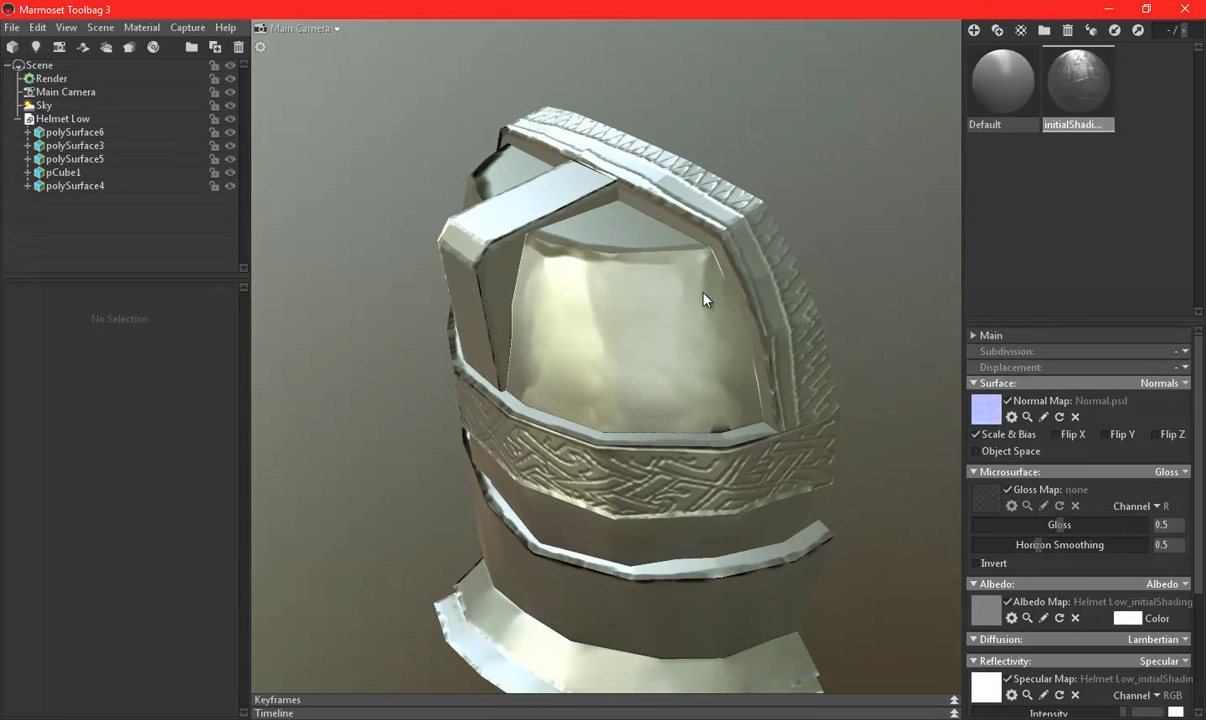 Marmoset Toolbag 3
File Edit View Scene Material Capture Help
Main Camera
- /
Scene
Render
Main Camera
Sky
Helmet Low
polySurface6
polySurface3
polySurface5
pCube1
polySurface4
No Selection
Default
initialShadi...
Main
Subdivision: -
Displacement: -
Surface: Normals
Normal Map: Normal.psd
Scale & Bias Flip X Flip Y Flip Z
Object Space
Microsurface: Gloss
Gloss Map: none
Channel R
Gloss 0.5
Horizon Smoothing 0.5
Invert
Albedo: Albedo
Albedo Map: Helmet Low_initialShading
Color
Diffusion: Lambertian
Reflectivity: Specular
Specular Map: Helmet Low_initialShadin
Channel RGB
Intensity
Keyframes
Timeline